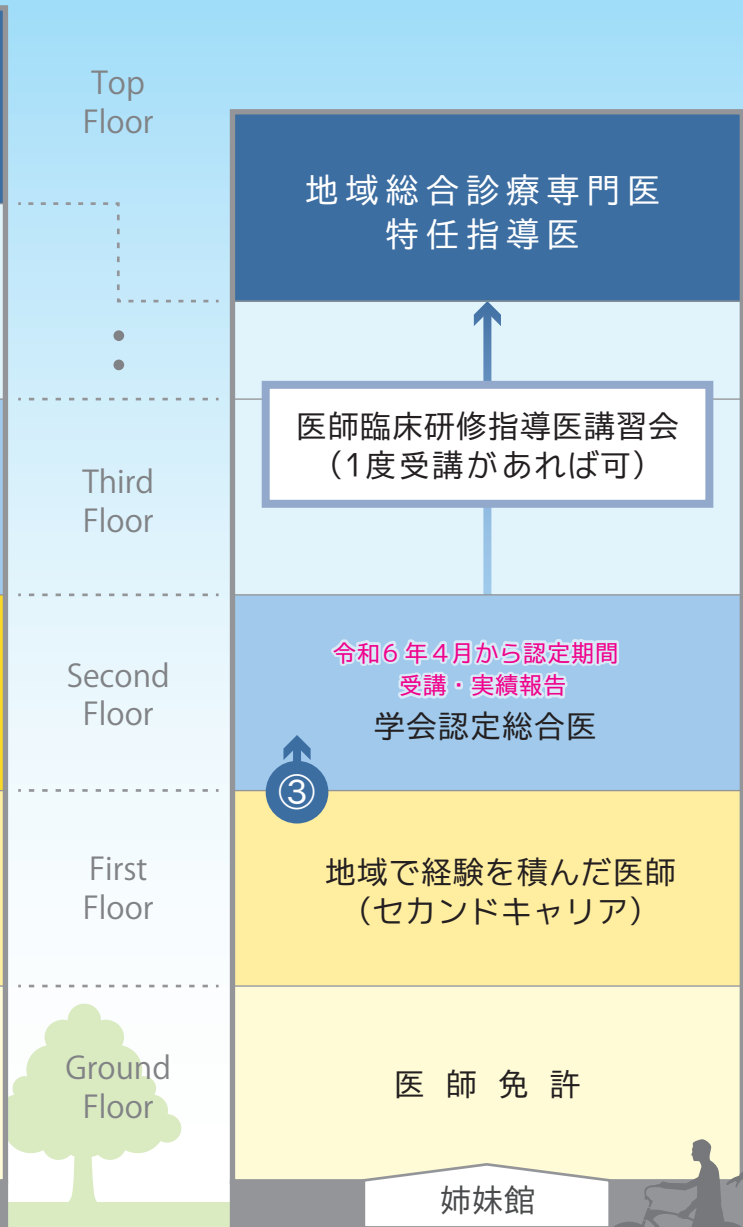 Top
Floor
地域総合診療専門医
特任指導医
医師臨床研修指導医講習会
（1度受講があれば可）
Third
Floor
Second
Floor
令和6年4月から認定期間
受講・実績報告
学会認定総合医
③
First
Floor
地域で経験を積んだ医師
（セカンドキャリア）
Ground
Floor
医師免許
姉妹館